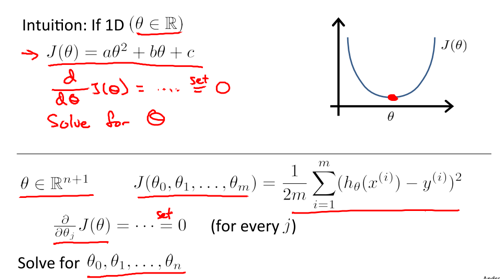 Intuition: If 1D (θ ∈ ℝ)
→ J(θ) = aθ² + bθ + c
d/dθ J(θ) = ..... set = 0
Solve for θ
J(θ)
θ
θ ∈ ℝⁿ⁺¹ J(θ₀, θ₁, . . . , θₘ) = 1/2m ∑ᵢ₌₁ᵐ (h_θ(x⁽ⁱ⁾) − y⁽ⁱ⁾)²
∂/∂θⱼ J(θ) = · · · set = 0 (for every j)
Solve for θ₀, θ₁, . . . , θₙ